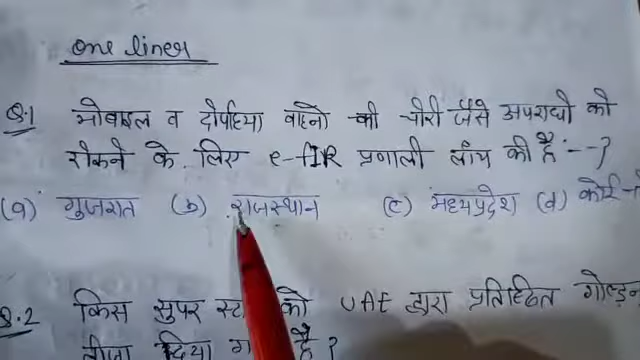 One liner
Q.1 मोबाइल व दोपहिया वाहनो की चोरी जैसे अपराधो को
रोकने के लिए e-FIR प्रणाली लॉच की है --?
(a) गुजरात (b) राजस्थान (c) मध्यप्रदेश (d) कोई
Q.2 किस सुपर को UAE द्वारा प्रतिष्ठित गोल्डन
वीजा दिया है ?